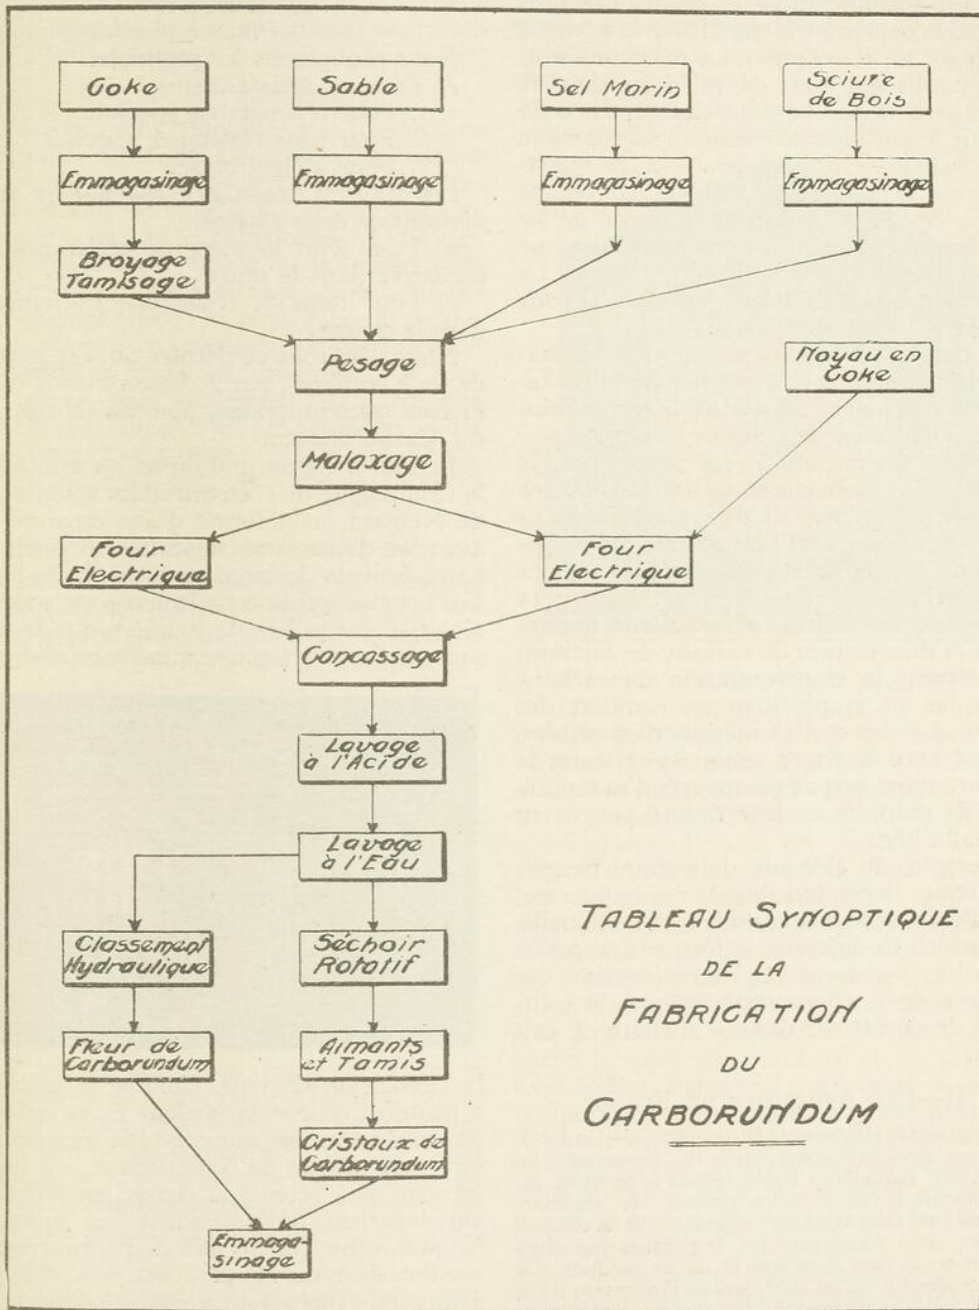 Coke
Sable
Sel Marin
Sciure
de Bois
Emmagasinage
Emmagasinage
Emmagasinage
Emmagasinage
Broyage
Tamisage
Pesage
Noyau en
Coke
Malaxage
Four
Electrique
Four
Electrique
Concassage
Lavage
à l'Acide
Lavage
à l'Eau
Classement
Hydraulique
Séchoir
Rotatif
Fleur de
Carborundum
Aimants
et Tamis
Cristaux de
Carborundum
Emmaga-
sinage
TABLEAU SYNOPTIQUE
DE LA
FABRICATION
DU
CARBORUNDUM